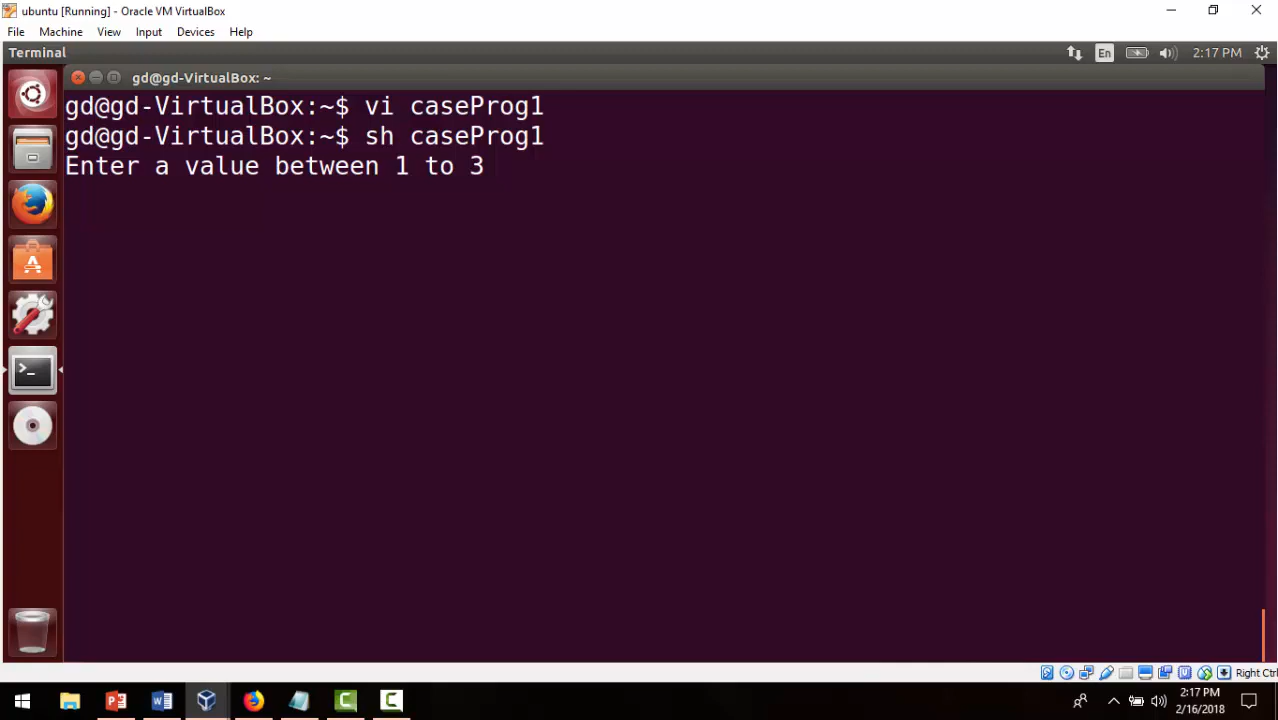 ubuntu [Running] - Oracle VM VirtualBox
File Machine View Input Devices Help
Terminal En 2:17 PM
gd@gd-VirtualBox: ~
gd@gd-VirtualBox:~$ vi caseProg1
gd@gd-VirtualBox:~$ sh caseProg1
Enter a value between 1 to 3
Right Ctrl
2:17 PM
2/16/2018